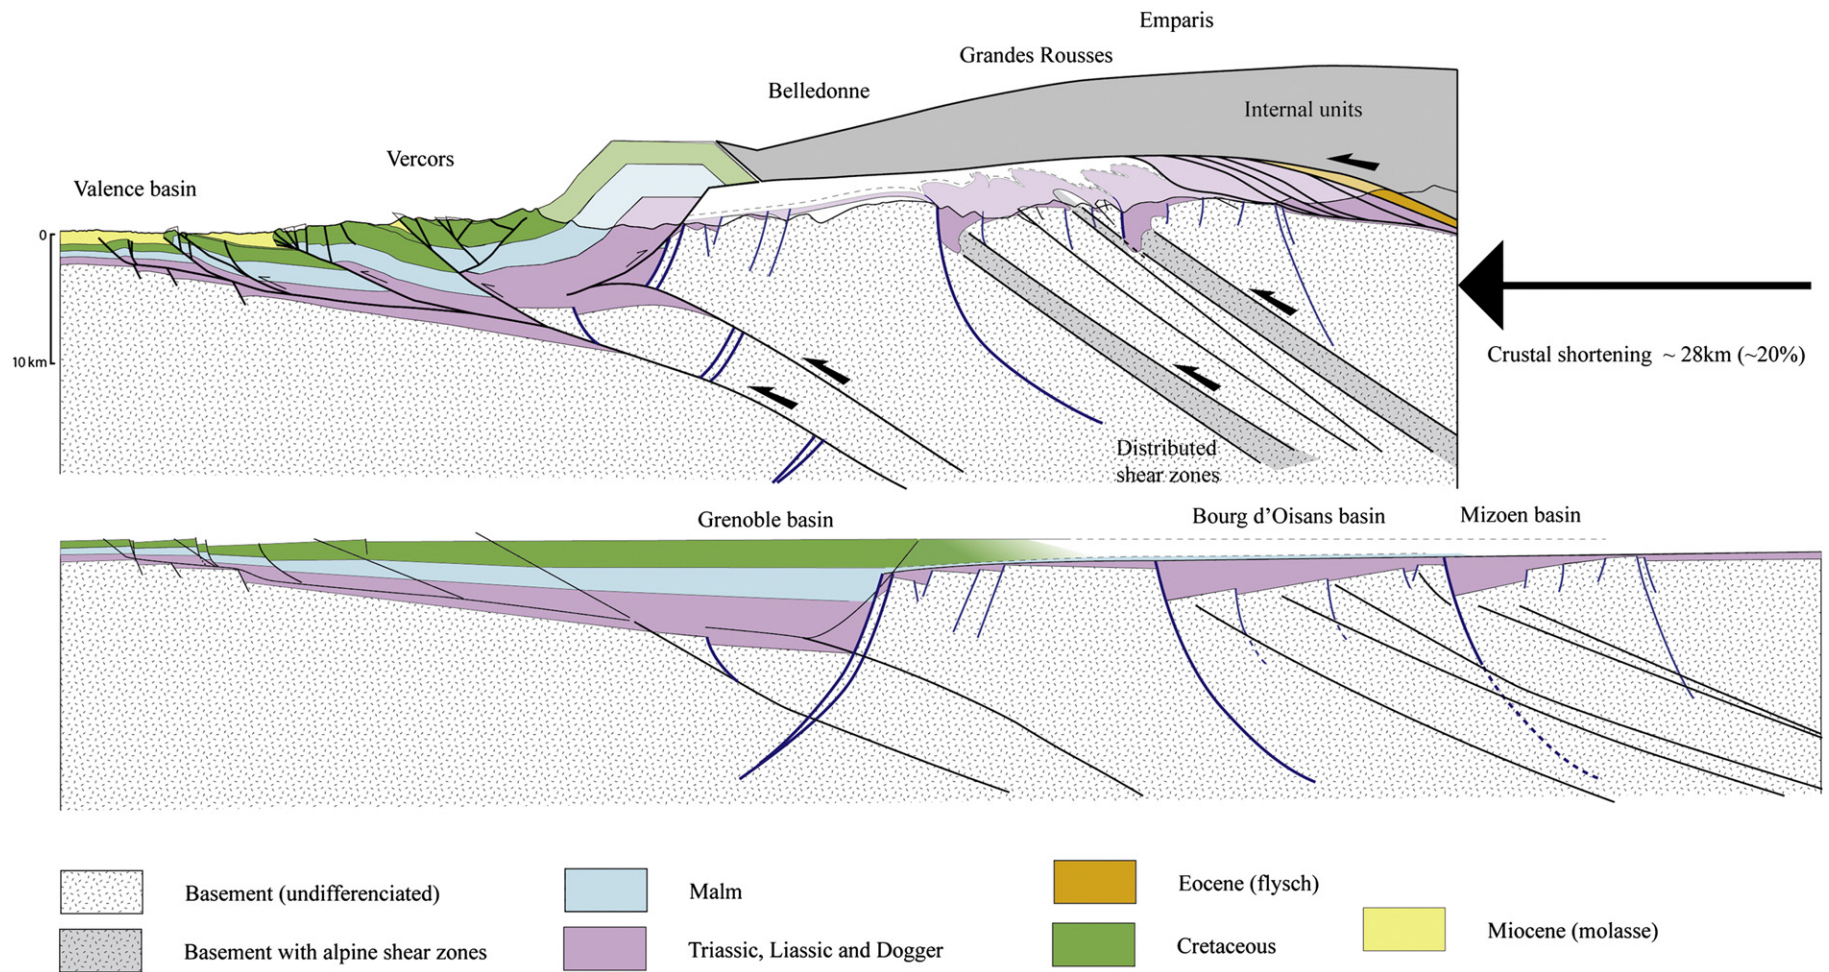 Emparis
Grandes Rousses
Belledonne
Internal units
Vercors
Valence basin
0
10 km
Crustal shortening ~ 28km (~20%)
Distributed
shear zones
Grenoble basin
Bourg d'Oisans basin
Mizoen basin
Basement (undifferenciated)
Malm
Eocene (flysch)
Miocene (molasse)
Basement with alpine shear zones
Triassic, Liassic and Dogger
Cretaceous